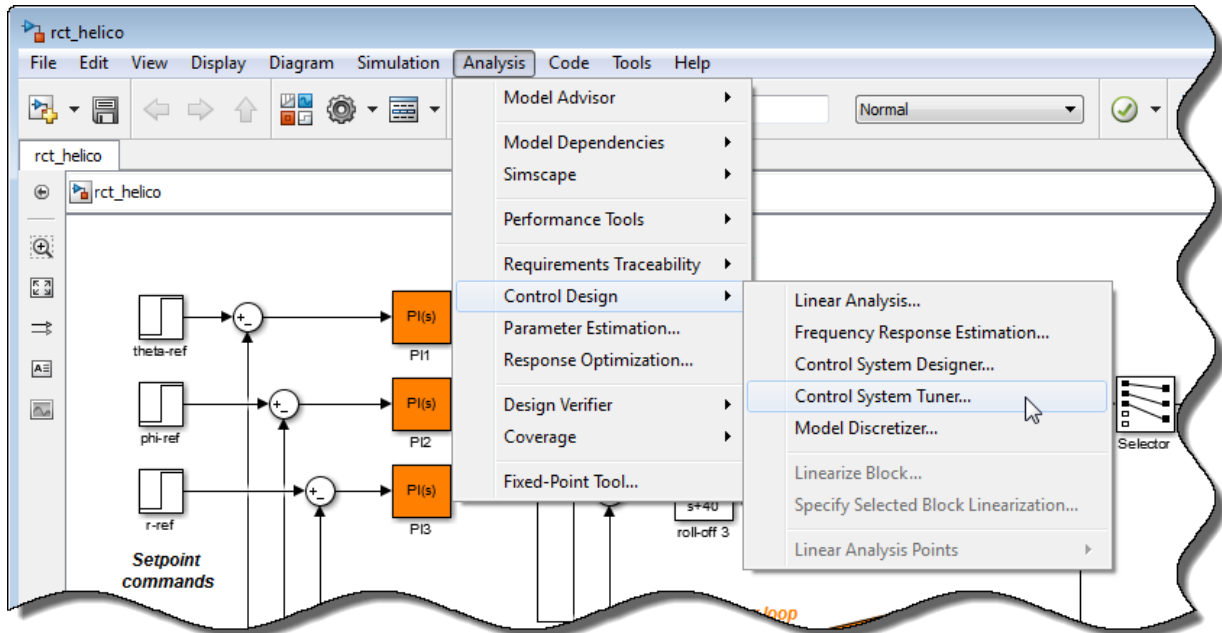 rct_helico
File Edit View Display Diagram Simulation Analysis Code Tools Help
Normal
rct_helico
rct_helico
Model Advisor
Model Dependencies
Simscape
Performance Tools
Requirements Traceability
Control Design
Parameter Estimation...
Response Optimization...
Design Verifier
Coverage
Fixed-Point Tool...
Linear Analysis...
Frequency Response Estimation...
Control System Designer...
Control System Tuner...
Model Discretizer...
Linearize Block...
Specify Selected Block Linearization...
Linear Analysis Points
theta-ref
PI(s)
PI1
phi-ref
PI(s)
PI2
r-ref
PI(s)
PI3
Setpoint
commands
s+40
roll-off 3
Selector
loop